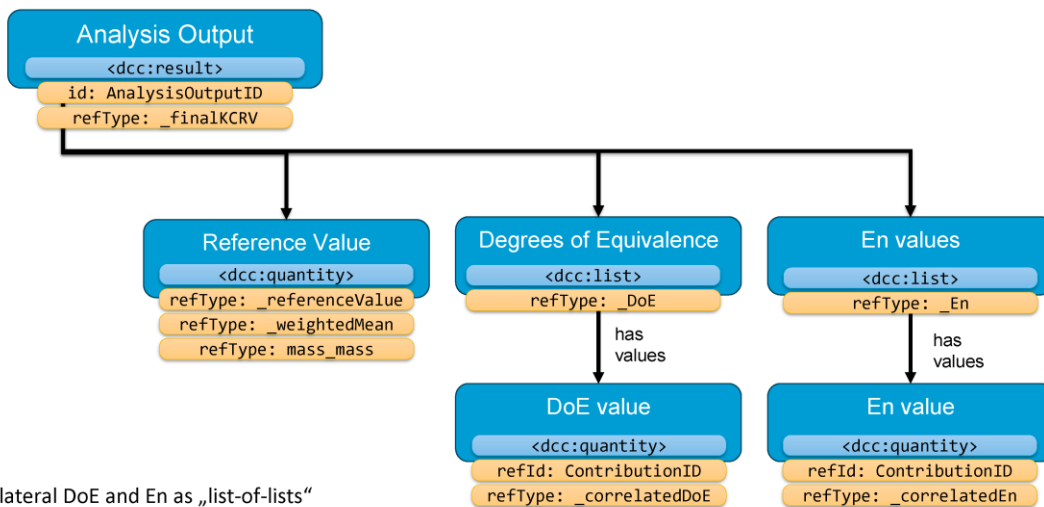 Analysis Output
<dcc:result>
id: AnalysisOutputID
refType: _finalKCRV
Reference Value
<dcc:quantity>
refType: _referenceValue
refType: _weightedMean
refType: mass_mass
Degrees of Equivalence
<dcc:list>
refType: _DoE
has
values
DoE value
<dcc:quantity>
refId: ContributionID
refType: _correlatedDoE
En values
<dcc:list>
refType: _En
has
values
En value
<dcc:quantity>
refId: ContributionID
refType: _correlatedEn
lateral DoE and En as „list-of-lists“